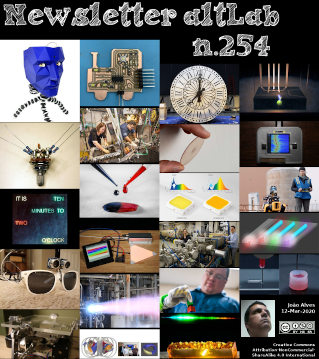 Newsletter altLab
n.254
IT IS TEN
MINUTES TO
TWO
O'CLOCK
João Alves
12-Mar-2020
Creative Commons
Attribution-NonCommercial-
ShareAlike 4.0 International